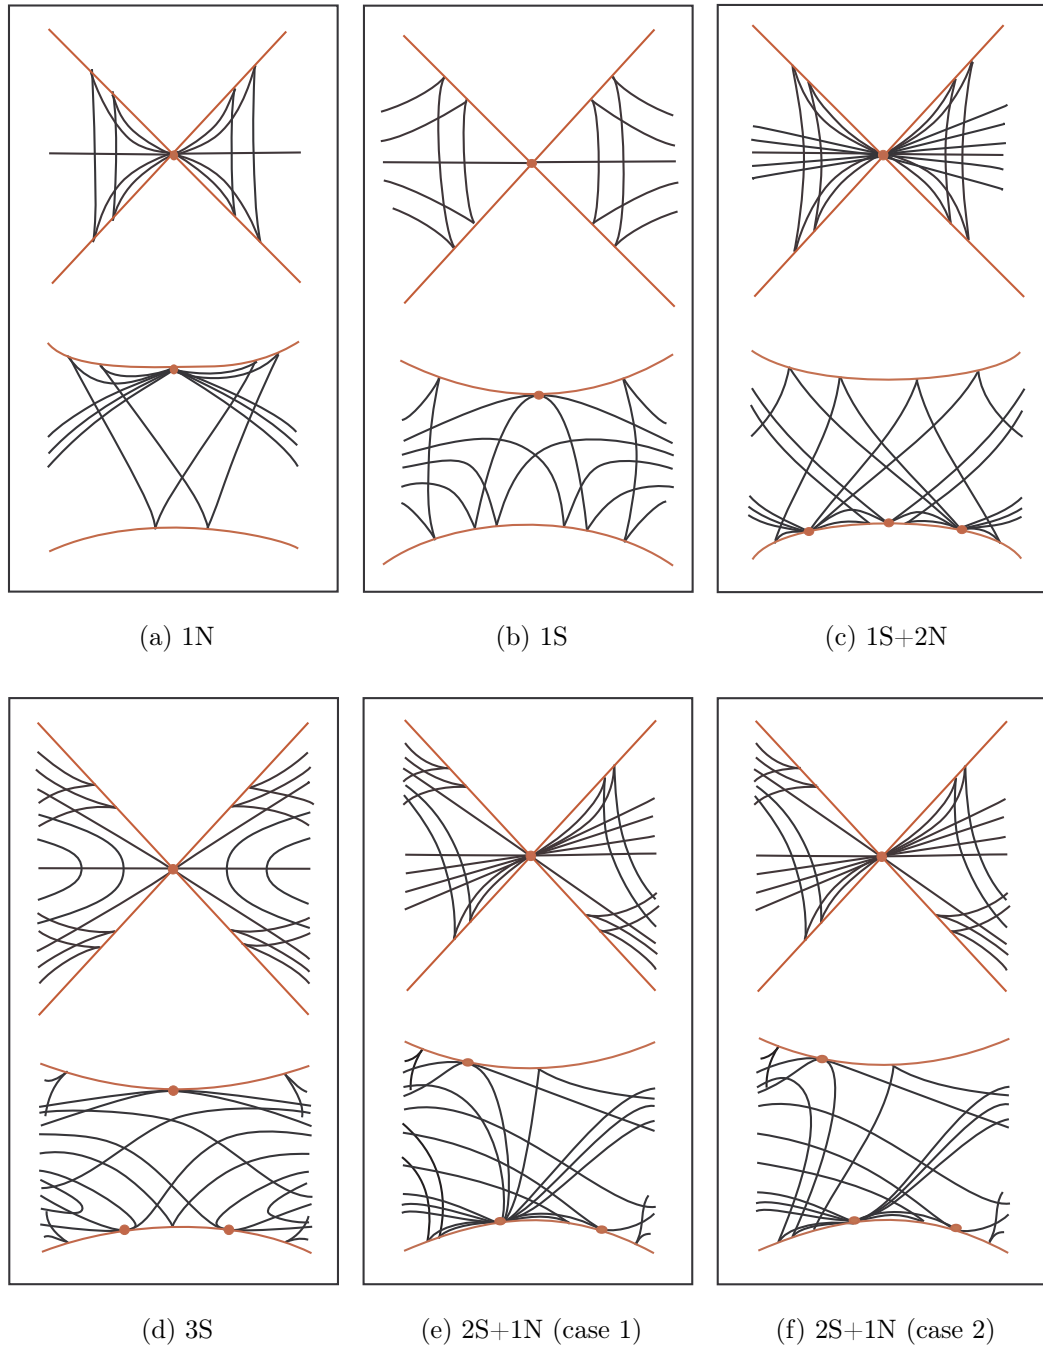 (a) 1N
(b) 1S
(c) 1S+2N
(d) 3S
(e) 2S+1N (case 1)
(f) 2S+1N (case 2)